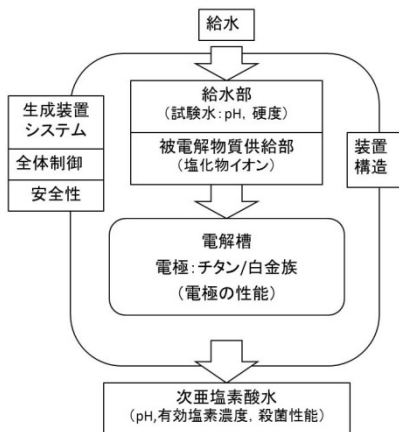 給水
給水部
（試験水：pH，硬度）
被電解物質供給部
（塩化物イオン）
生成装置
システム
全体制御
安全性
装置
構造
電解槽
電極：チタン/白金族
（電極の性能）
次亜塩素酸水
（pH,有効塩素濃度，殺菌性能）